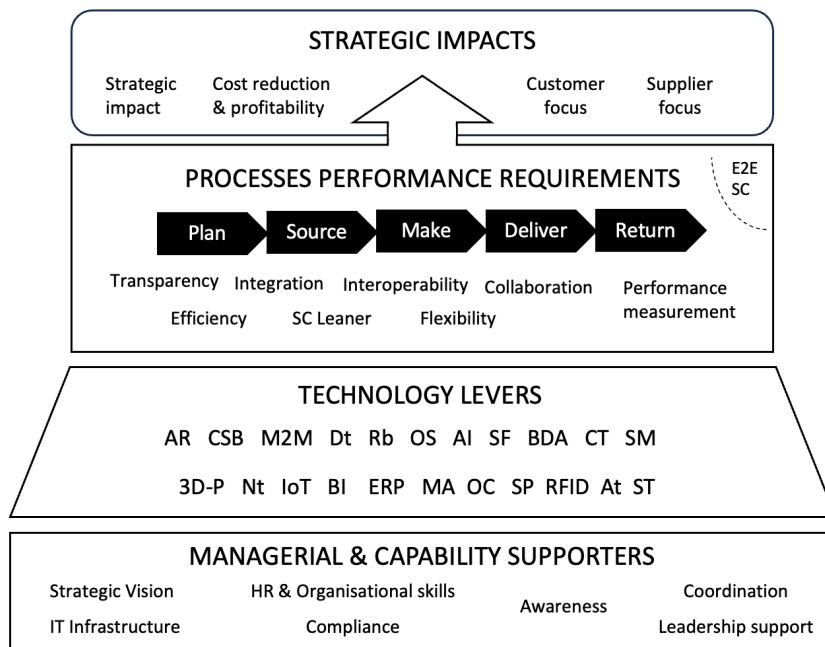 STRATEGIC IMPACTS
Strategic impact
Cost reduction & profitability
Customer focus
Supplier focus
PROCESSES PERFORMANCE REQUIREMENTS
E2E SC
Plan Source Make Deliver Return
Transparency Integration Interoperability Collaboration Performance measurement
Efficiency SC Leaner Flexibility
TECHNOLOGY LEVERS
AR CSB M2M Dt Rb OS AI SF BDA CT SM
3D-P Nt IoT BI ERP MA OC SP RFID At ST
MANAGERIAL & CAPABILITY SUPPORTERS
Strategic Vision HR & Organisational skills Awareness Coordination
IT Infrastructure Compliance Leadership support